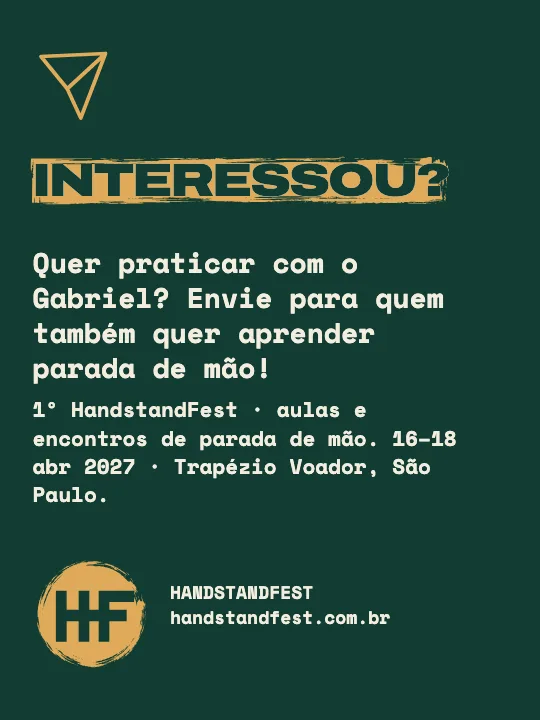 INTERESSOU?
Quer praticar com o
Gabriel? Envie para quem
também quer aprender
parada de mão!
1° HandstandFest · aulas e
encontros de parada de mão. 16–18
abr 2027 · Trapézio Voador, São
Paulo.
HF
HANDSTANDFEST
handstandfest.com.br